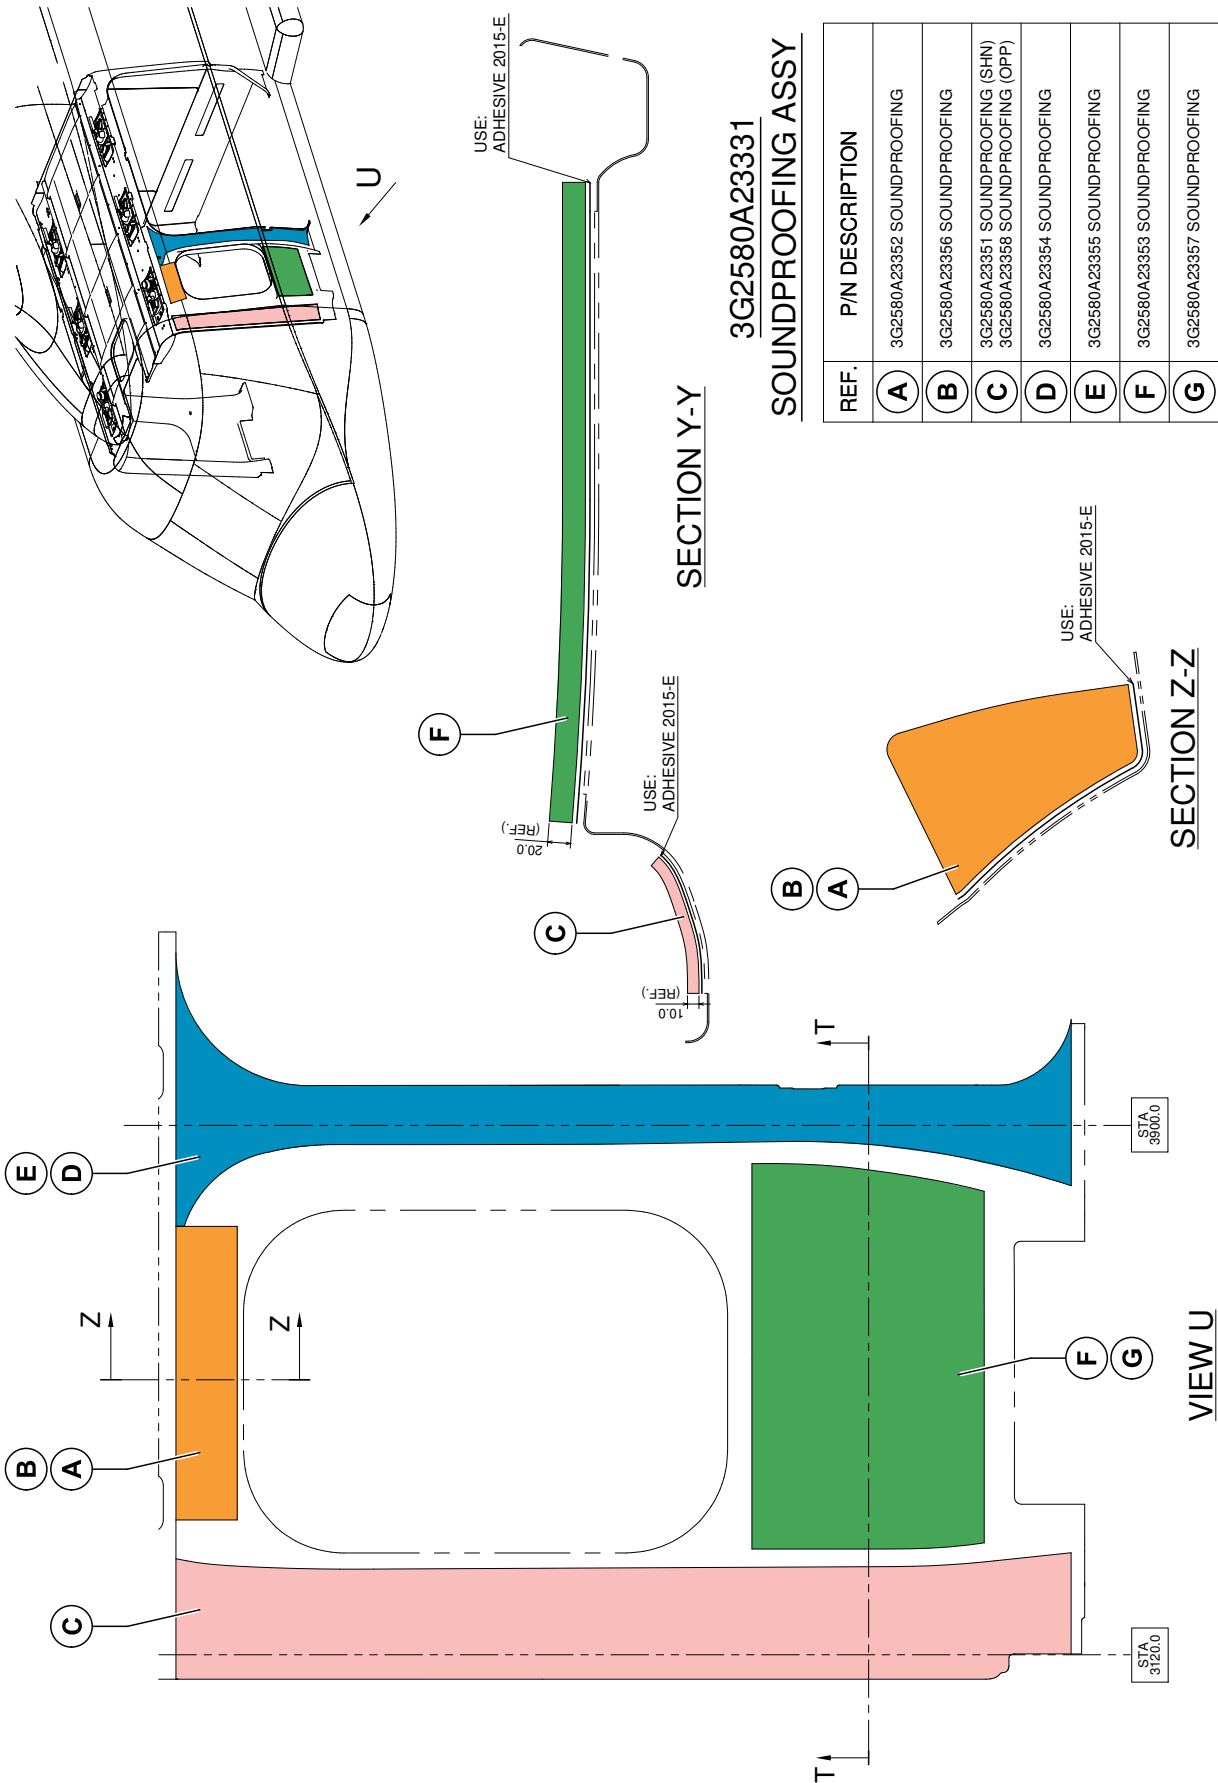 U
USE:
ADHESIVE 2015-E
F
20.0
(REF.)
USE:
ADHESIVE 2015-E
C
10.0
(REF.)
SECTION Y-Y
3G2580A23331
SOUNDPROOFING ASSY
REF. P/N DESCRIPTION
A 3G2580A23352 SOUNDPROOFING
B 3G2580A23356 SOUNDPROOFING
C 3G2580A23351 SOUNDPROOFING (SHN)
3G2580A23358 SOUNDPROOFING (OPP)
D 3G2580A23354 SOUNDPROOFING
E 3G2580A23355 SOUNDPROOFING
F 3G2580A23353 SOUNDPROOFING
G 3G2580A23357 SOUNDPROOFING
B
A
USE:
ADHESIVE 2015-E
SECTION Z-Z
C
B
A
E
D
Z
Z
T
T
F
G
STA
3120.0
STA
3900.0
VIEW U